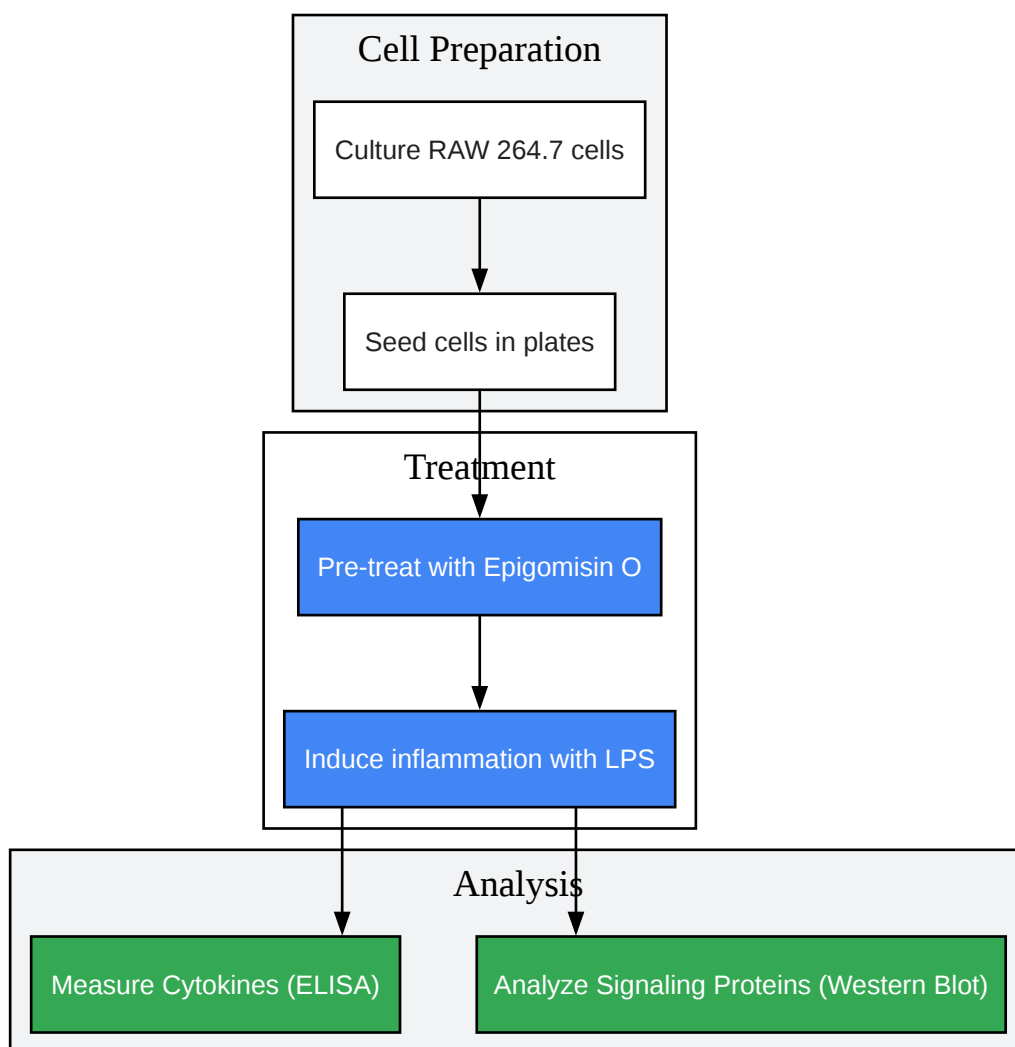 Cell Preparation
Culture RAW 264.7 cells
Seed cells in plates
Treatment
Pre-treat with Epigomisin O
Induce inflammation with LPS
Analysis
Measure Cytokines (ELISA)
Analyze Signaling Proteins (Western Blot)